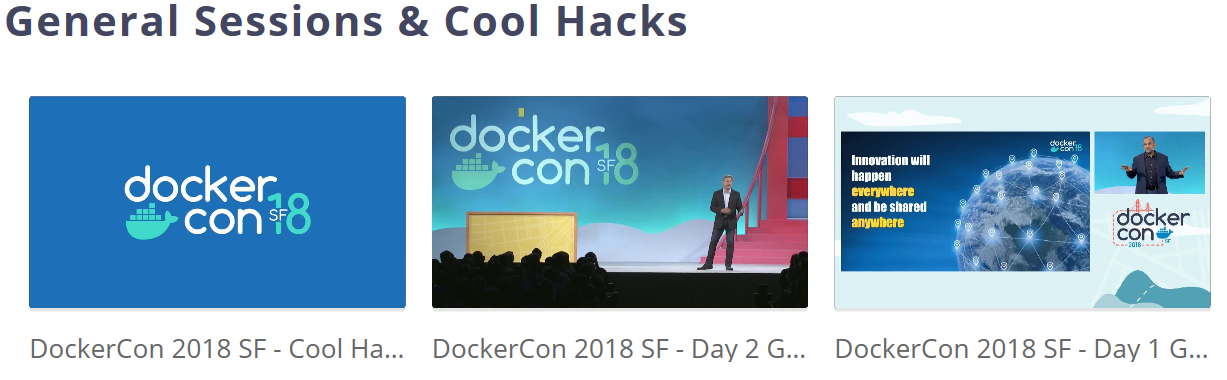 General Sessions & Cool Hacks
docker
con SF 18
docker
con SF 18
docker
con 18
Innovation will
happen
everywhere
and be shared
anywhere
docker
con
2018 SF
DockerCon 2018 SF - Cool Ha...
DockerCon 2018 SF - Day 2 G...
DockerCon 2018 SF - Day 1 G...